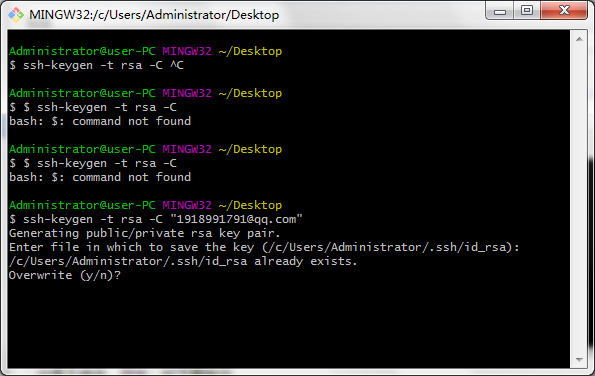 MINGW32:/c/Users/Administrator/Desktop
Administrator@user-PC MINGW32 ~/Desktop
$ ssh-keygen -t rsa -C ^C
Administrator@user-PC MINGW32 ~/Desktop
$ $ ssh-keygen -t rsa -C
bash: $: command not found
Administrator@user-PC MINGW32 ~/Desktop
$ $ ssh-keygen -t rsa -C
bash: $: command not found
Administrator@user-PC MINGW32 ~/Desktop
$ ssh-keygen -t rsa -C "1918991791@qq.com"
Generating public/private rsa key pair.
Enter file in which to save the key (/c/Users/Administrator/.ssh/id_rsa):
/c/Users/Administrator/.ssh/id_rsa already exists.
Overwrite (y/n)?